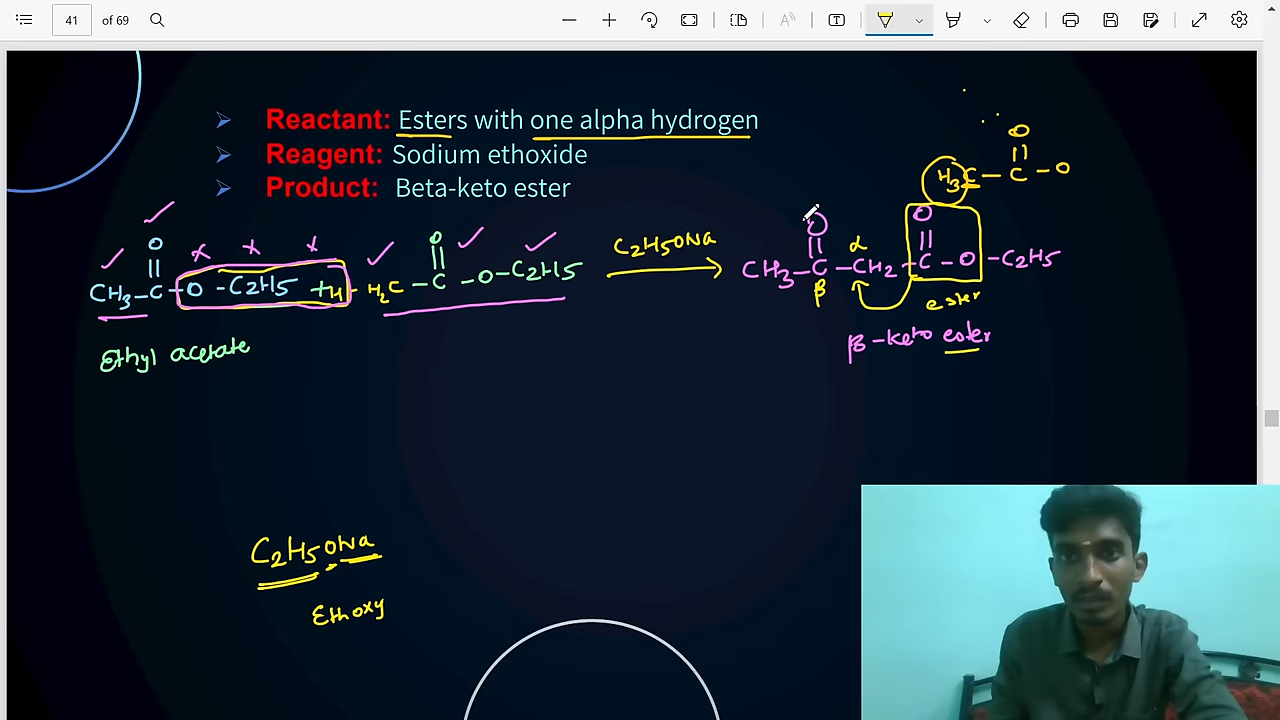 41 of 69
➤ Reactant: Esters with one alpha hydrogen
➤ Reagent: Sodium ethoxide
➤ Product: Beta-keto ester
O
||
H3C – C – O
O
||
CH3 – C – O – C2H5 + H – H2C – C – O – C2H5
O
||
C2H5ONa
O
||
CH3 – C – CH2 – C – O – C2H5
O
||
α
β
ester
β-keto ester
Ethyl acetate
C2H5ONa
Ethoxy